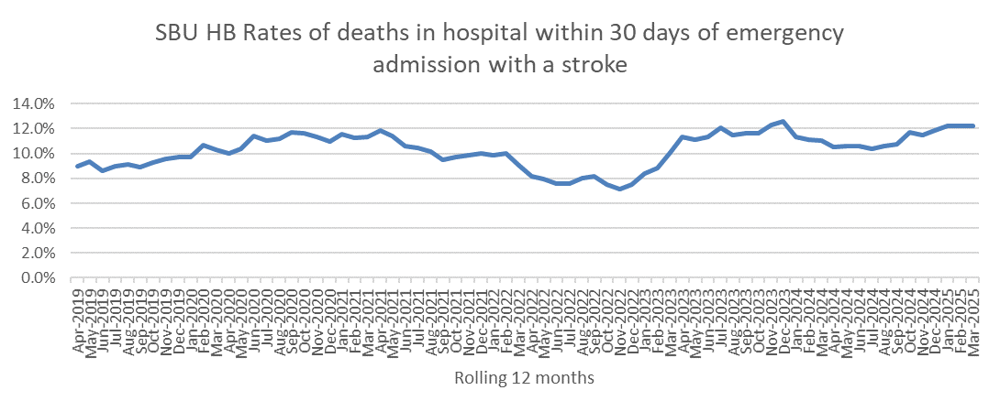 SBU HB Rates of deaths in hospital within 30 days of emergency
admission with a stroke
14.0%
12.0%
10.0%
8.0%
6.0%
4.0%
2.0%
0.0%
Apr-2019
May-2019
Jun-2019
Jul-2019
Aug-2019
Sep-2019
Oct-2019
Nov-2019
Dec-2019
Jan-2020
Feb-2020
Mar-2020
Apr-2020
May-2020
Jun-2020
Jul-2020
Aug-2020
Sep-2020
Oct-2020
Nov-2020
Dec-2020
Jan-2021
Feb-2021
Mar-2021
Apr-2021
May-2021
Jun-2021
Jul-2021
Aug-2021
Sep-2021
Oct-2021
Nov-2021
Dec-2021
Jan-2022
Feb-2022
Mar-2022
Apr-2022
May-2022
Jun-2022
Jul-2022
Aug-2022
Sep-2022
Oct-2022
Nov-2022
Dec-2022
Jan-2023
Feb-2023
Mar-2023
Apr-2023
May-2023
Jun-2023
Jul-2023
Aug-2023
Sep-2023
Oct-2023
Nov-2023
Dec-2023
Jan-2024
Feb-2024
Mar-2024
Apr-2024
May-2024
Jun-2024
Jul-2024
Aug-2024
Sep-2024
Oct-2024
Nov-2024
Dec-2024
Jan-2025
Feb-2025
Mar-2025
Rolling 12 months